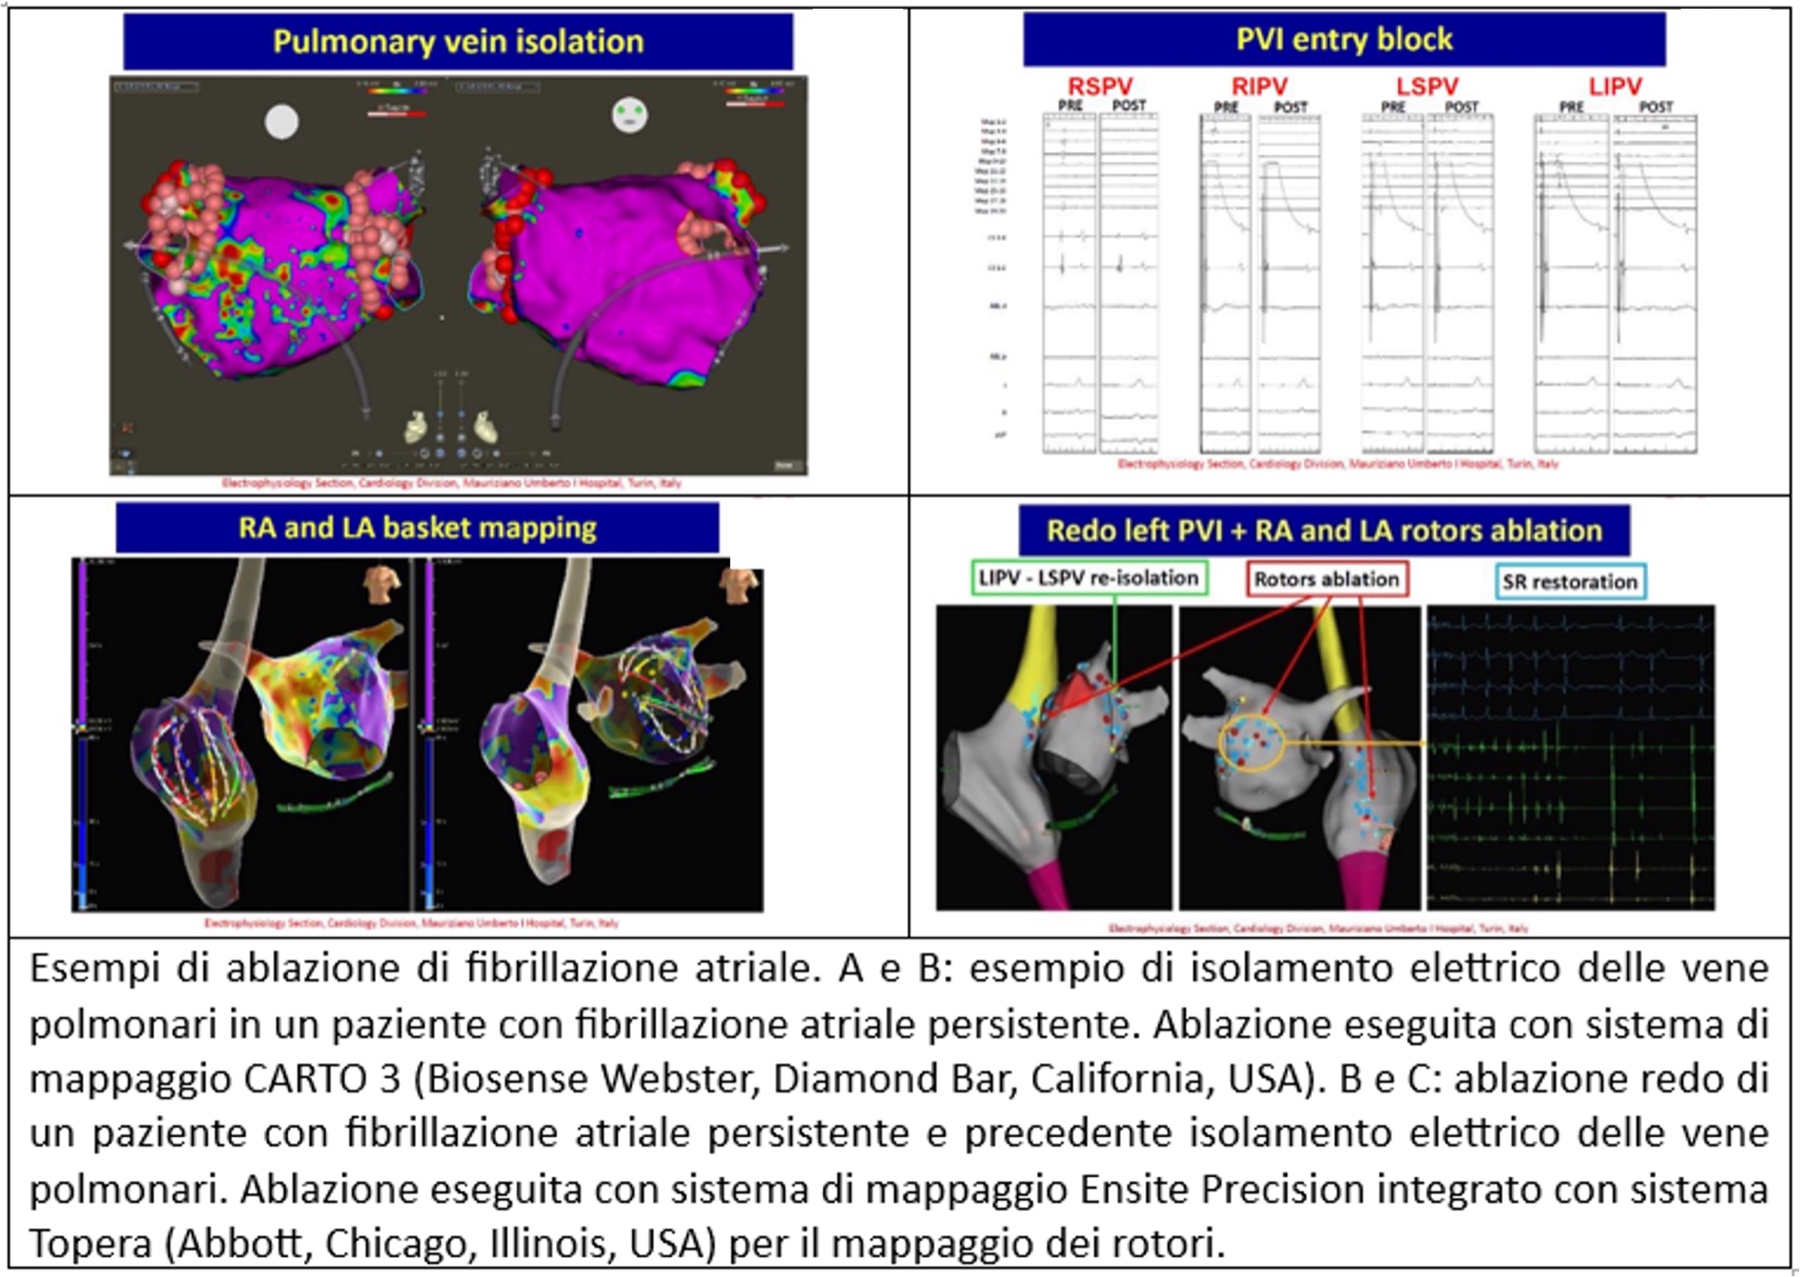 Pulmonary vein isolation
Electrophysiology Section, Cardiology Division, Mauriziano Umberto I Hospital, Turin, Italy
PVI entry block
RSPV RIPV LSPV LIPV
PRE POST PRE POST PRE POST PRE POST
Electrophysiology Section, Cardiology Division, Mauriziano Umberto I Hospital, Turin, Italy
RA and LA basket mapping
Electrophysiology Section, Cardiology Division, Mauriziano Umberto I Hospital, Turin, Italy
Redo left PVI + RA and LA rotors ablation
LIPV - LSPV re-isolation
Rotors ablation
SR restoration
Electrophysiology Section, Cardiology Division, Mauriziano Umberto I Hospital, Turin, Italy
Esempi di ablazione di fibrillazione atriale. A e B: esempio di isolamento elettrico delle vene
polmonari in un paziente con fibrillazione atriale persistente. Ablazione eseguita con sistema di
mappaggio CARTO 3 (Biosense Webster, Diamond Bar, California, USA). B e C: ablazione redo di
un paziente con fibrillazione atriale persistente e precedente isolamento elettrico delle vene
polmonari. Ablazione eseguita con sistema di mappaggio Ensite Precision integrato con sistema
Topera (Abbott, Chicago, Illinois, USA) per il mappaggio dei rotori.